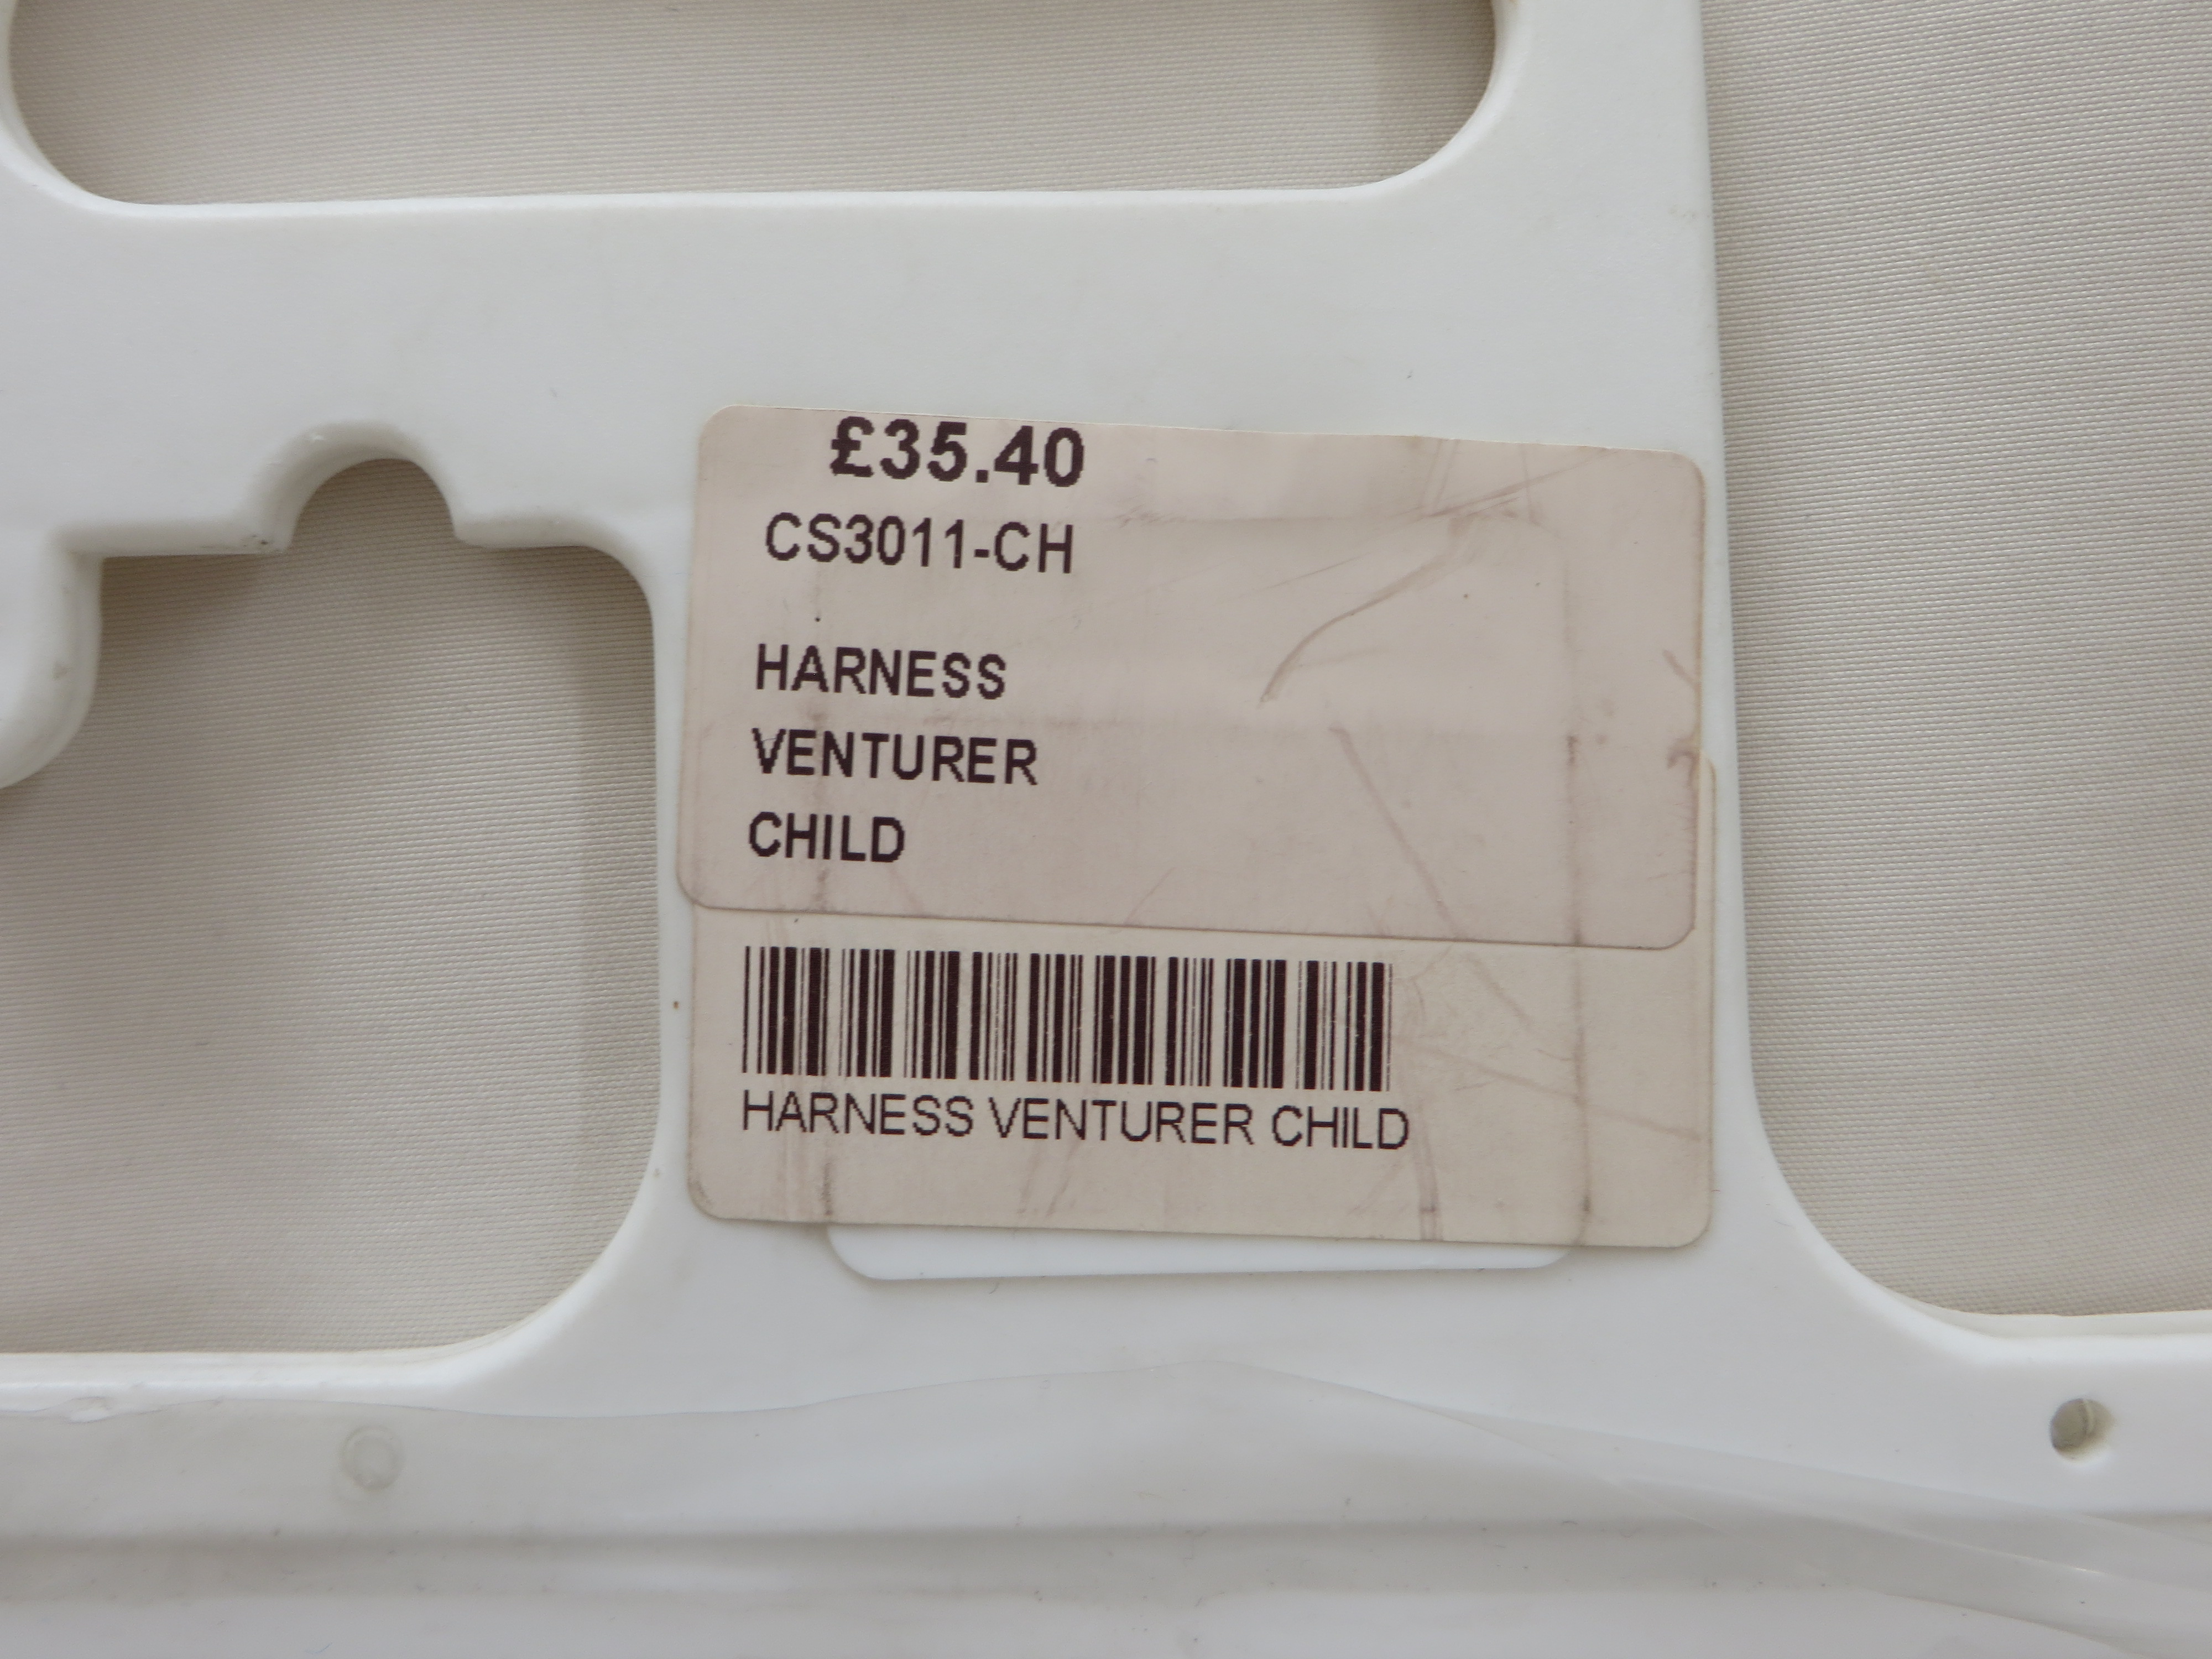 £35.40
CS3011-CH
HARNESS
VENTURER
CHILD
HARNESS VENTURER CHILD